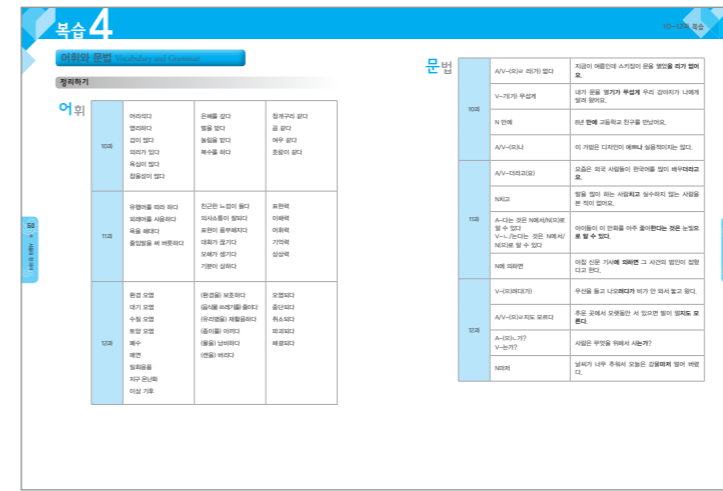 복습 4
10~12과 복습
어휘와 문법 Vocabulary and Grammar
정리하기
어휘
10과
어리석다
영리하다
겁이 많다
의리가 있다
욕심이 많다
참을성이 많다
은혜를 갚다
벌을 받다
놀림을 받다
복수를 하다
청개구리 같다
곰 같다
여우 같다
호랑이 같다
11과
유행어를 따라 하다
외래어를 사용하다
욕을 해대다
줄임말을 써 버릇하다
친근한 느낌이 들다
의사소통이 잘되다
표현이 풍부해지다
대화가 끊기다
오해가 생기다
기분이 상하다
표현력
이해력
어휘력
기억력
상상력
12과
환경 오염
대기 오염
수질 오염
토양 오염
폐수
매연
일회용품
지구 온난화
이상 기후
(환경을) 보호하다
(음식물 쓰레기를) 줄이다
(유리병을) 재활용하다
(종이를) 아끼다
(물을) 낭비하다
(캔을) 버리다
오염되다
중단되다
취소되다
파괴되다
해결되다
문법
10과
A/V-(으)ㄹ 리(가) 없다
지금이 여름인데 스키장이 문을 열었을 리가 없어
요.
V-기(가) 무섭게
내가 문을 열기가 무섭게 우리 강아지가 나에게
달려 왔어요.
N 만에
8년 만에 고등학교 친구를 만났어요.
A/V-(으)나
이 가방은 디자인이 예쁘나 실용적이지는 않다.
11과
A/V-더라고(요)
요즘은 외국 사람들이 한국어를 많이 배우더라고
요.
N치고
말을 많이 하는 사람치고 실수하지 않는 사람을
본 적이 없어요.
A-다는 것은 N에서/N(으)로
알 수 있다
V-ㄴ/는다는 것은 N에서/
N(으)로 알 수 있다
아이들이 이 만화를 아주 좋아한다는 것은 눈빛으
로 알 수 있다.
N에 의하면
아침 신문 기사에 의하면 그 사건의 범인이 잡혔
다고 한다.
12과
V-(으)려다(가)
우산을 들고 나오려다가 비가 안 와서 놓고 왔다.
A/V-(으)ㄹ지도 모르다
추운 곳에서 오랫동안 서 있으면 병이 날지도 모
른다.
A-(으)ㄴ가?
V-는가?
사람은 무엇을 위해서 사는가?
N마저
날씨가 너무 추워서 오늘은 강물마저 얼어 버렸
다.
58